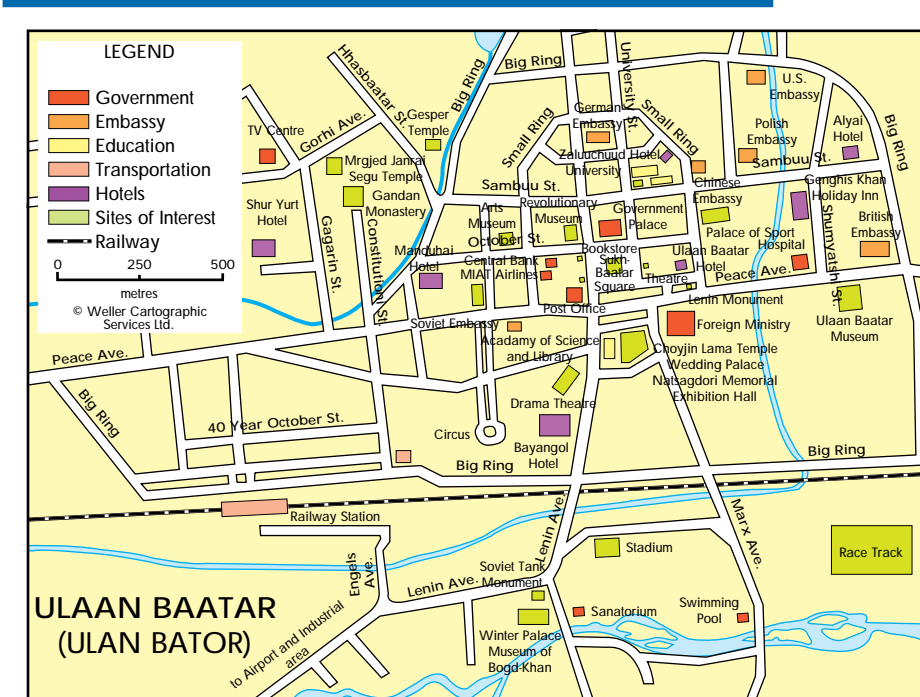 LEGEND
Government
Embassy
Education
Transportation
Hotels
Sites of Interest
Railway
0 250 500
metres
© Weller Cartographic
Services Ltd.
Hhasbaatar St.
Big Ring
Big Ring
University St.
U.S.
Embassy
Gorhi Ave.
TV Centre
Gesper
Temple
Small Ring
German
Embassy
Small Ring
Polish
Embassy
Alyai
Hotel
Big Ring
Mrgjed Janrai
Segu Temple
Zaluuchuud Hotel
University
Sambuu St.
Gandan
Monastery
Sambuu St.
Chinese
Embassy
Genghis Khan
Holiday Inn
Shur Yurt
Hotel
Arts
Museum
Revolutionary
Museum
Government
Palace
Palace of Sport
British
Embassy
Gagarin St.
Constitutioni St.
October St.
Manduhai
Hotel
Central Bank
MIAT Airlines
Bookstore
Sukh-
Baatar
Square
Ulaan Baatar
Hotel
Theatre
Hospital
Peace Ave.
Shumyatshi St.
Post Office
Lenin Monument
Soviet Embassy
Foreign Ministry
Ulaan Baatar
Museum
Acadamy of Science
and Library
Peace Ave.
Choyjin Lama Temple
Wedding Palace
Natsagdori Memorial
Exhibition Hall
Big Ring
Drama Theatre
40 Year October St.
Circus
Bayangol
Hotel
Big Ring
Big Ring
Railway Station
Lenin Ave.
Marx Ave.
Stadium
Race Track
Engels
Ave.
Lenin Ave.
Soviet Tank
Monument
ULAAN BAATAR
(ULAN BATOR)
to Airport and Industrial
area
Sanatorium
Swimming
Pool
Winter Palace
Museum of
Bogd-Khan